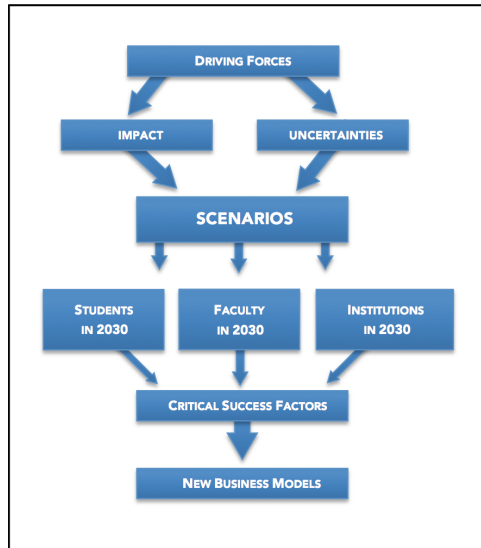 DRIVING FORCES
IMPACT
UNCERTAINTIES
SCENARIOS
STUDENTS
IN 2030
FACULTY
IN 2030
INSTITUTIONS
IN 2030
CRITICAL SUCCESS FACTORS
NEW BUSINESS MODELS